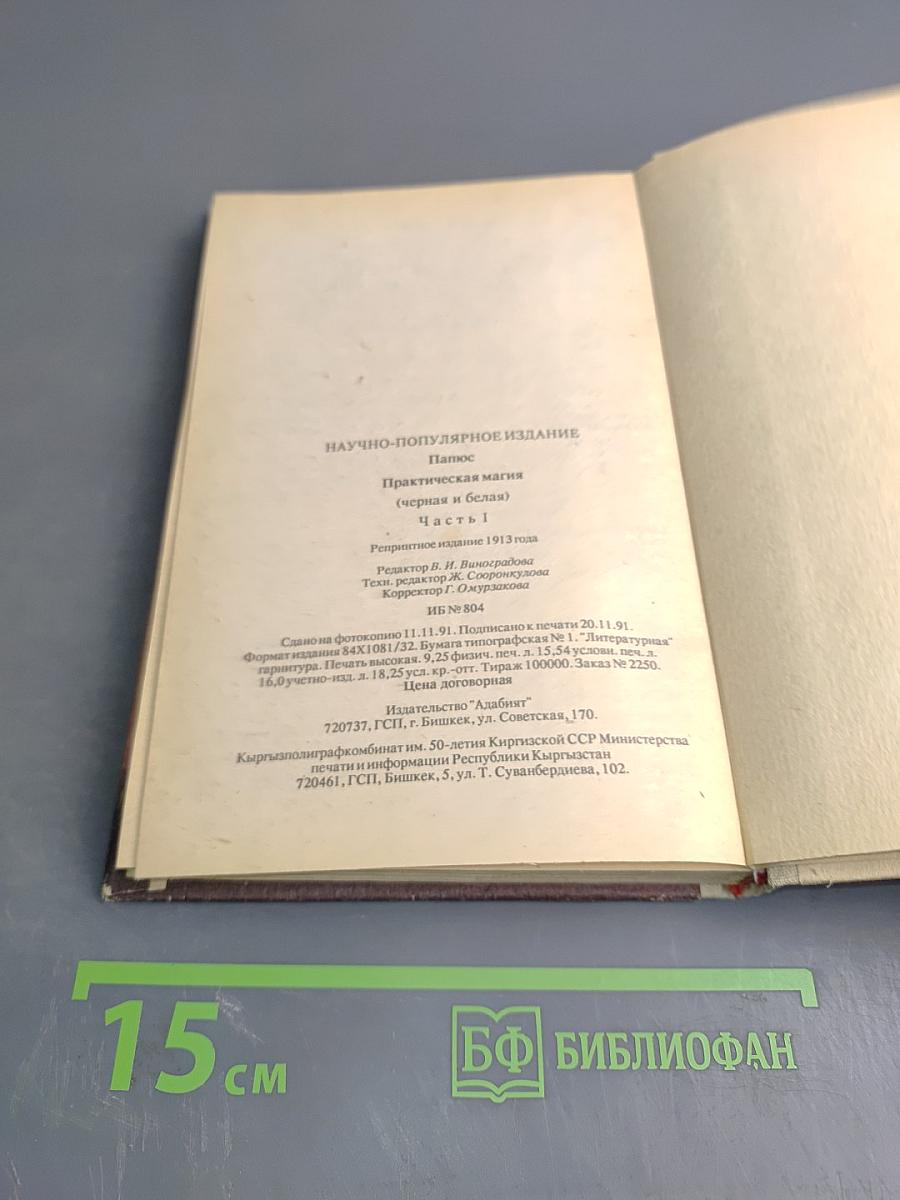 НАУЧНО-ПОПУЛЯРНОЕ ИЗДАНИЕ
Папюс
Практическая магия
(черная и белая)
Часть I
Репринтное издание 1913 года
Редактор В. И. Виноградова
Техн. редактор Ж. Сооронкулова
Корректор Г. Омурзакова
ИБ № 804
Сдано на фотокопию 11.11.91. Подписано к печати 20.11.91.
Формат издания 84X1081/32. Бумага типографская № 1. "Литературная"
гарнитура. Печать высокая. 9,25 физич. печ. л. 15,54 условн. печ. л.
16,0 учетно-изд. л. 18,25 усл. кр.-отт. Тираж 100000. Заказ № 2250.
Цена договорная
Издательство "Адабият"
720737, ГСП, г. Бишкек, ул. Советская, 170.
Кыргызполиграфкомбинат им. 50-летия Киргизской ССР Министерства
печати и информации Республики Кыргызстан
720461, ГСП, Бишкек, 5, ул. Т. Суванбердиева, 102.
15 см
БФ БИБЛИОФАН